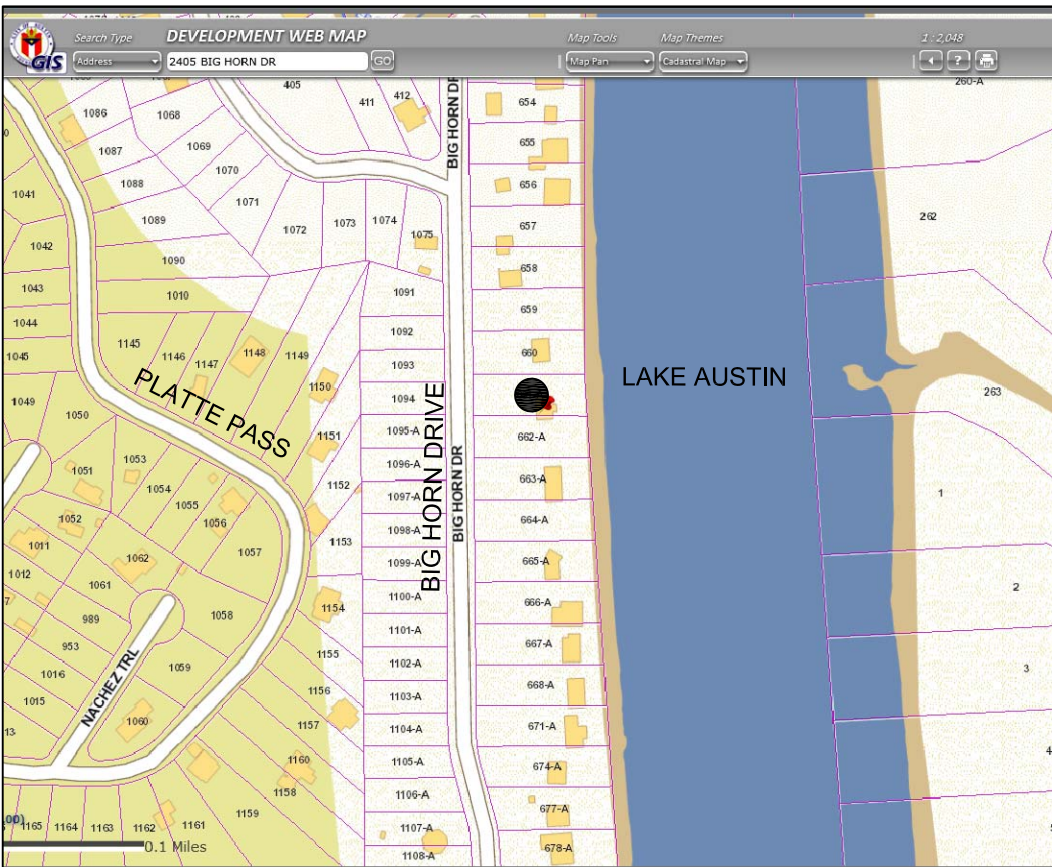 Search Type
DEVELOPMENT WEB MAP
Map Tools
Map Themes
1 : 2,048
GIS
Address
2405 BIG HORN DR
GO
Map Pan
Cadastral Map
?
405
411
412
BIG HORN DR
654
260-A
1086
1068
655
1087
1069
1070
656
1088
1041
1071
1089
1072
1073
1074
1075
657
262
1042
1090
658
1043
1010
1091
659
1044
1092
1145
1146
1147
1148
1149
660
1045
1093
PLATTE PASS
1150
1094
BIG HORN DRIVE
LAKE AUSTIN
263
1049
1050
1151
1095-A
662-A
1051
1053
1096-A
BIG HORN DR
663-A
1054
1152
1097-A
1
1055
1052
1056
1098-A
664-A
1011
1062
1057
1153
1099-A
665-A
1012
1061
1100-A
666-A
2
989
1058
1154
1101-A
667-A
953
1155
1102-A
3
1016
1059
1156
668-A
1015
NACHEZ TRL
1103-A
1060
1157
1104-A
671-A
13
4
1160
1105-A
674-A
1158
1106-A
677-A
1159
1165
1164
1163
1162
1161
1107-A
0.1 Miles
1108-A
678-A